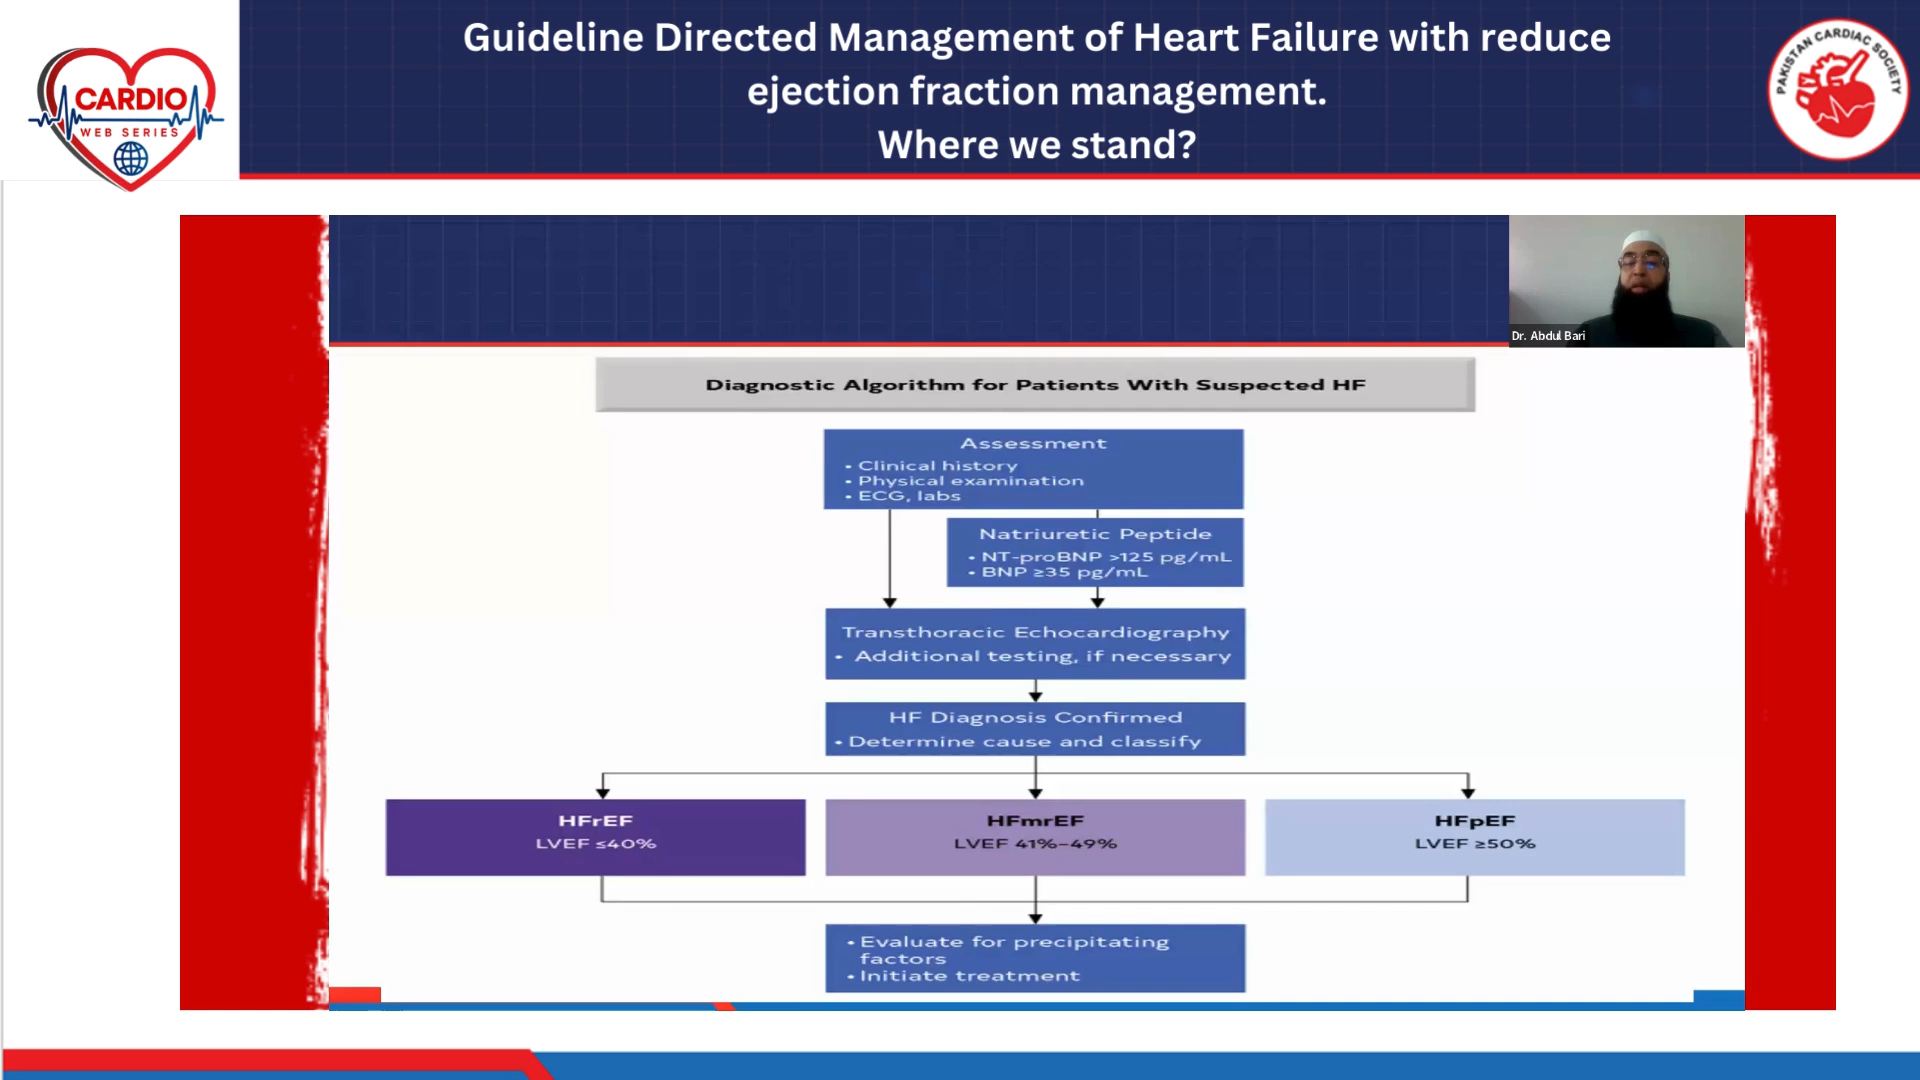 Guideline Directed Management of Heart Failure with reduce
ejection fraction management.
Where we stand?
CARDIO
WEB SERIES
PAKISTAN CARDIAC SOCIETY
Dr. Abdul Bari
Diagnostic Algorithm for Patients With Suspected HF
Assessment
• Clinical history
• Physical examination
• ECG, labs
Natriuretic Peptide
• NT-proBNP >125 pg/mL
• BNP ≥35 pg/mL
Transthoracic Echocardiography
• Additional testing, if necessary
HF Diagnosis Confirmed
• Determine cause and classify
HFrEF
LVEF ≤40%
HFmrEF
LVEF 41%–49%
HFpEF
LVEF ≥50%
• Evaluate for precipitating
factors
• Initiate treatment